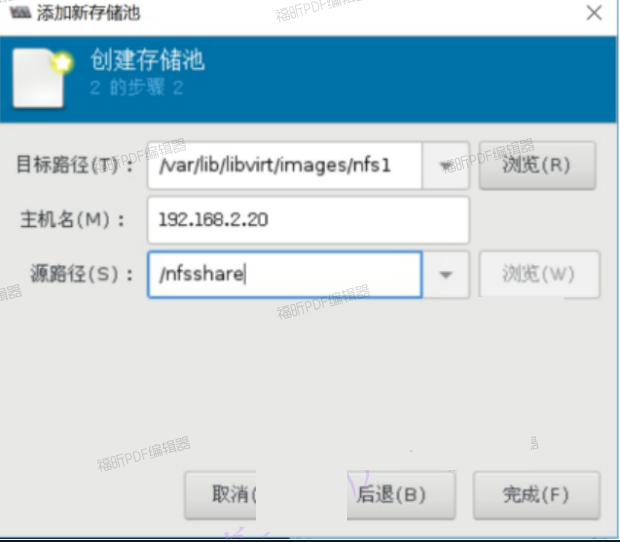 添加新存储池
福昕PDF编辑器
创建存储池
2 的步骤 2
目标路径(T)： /var/lib/libvirt/images/nfs1 浏览(R)
福昕PDF编辑器
福昕PDF编辑器
主机名(M)： 192.168.2.20
源路径(S)： /nfsshare 浏览(W)
辑器
福昕PDF编辑器
福昕PDF编辑器
取消( 后退(B) 完成(F)